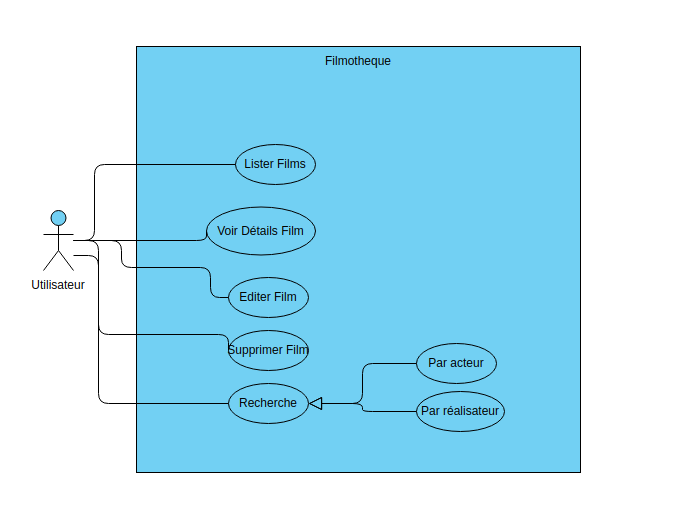 Filmotheque
Lister Films
Voir Détails Film
Utilisateur
Editer Film
Supprimer Film
Recherche
Par acteur
Par réalisateur